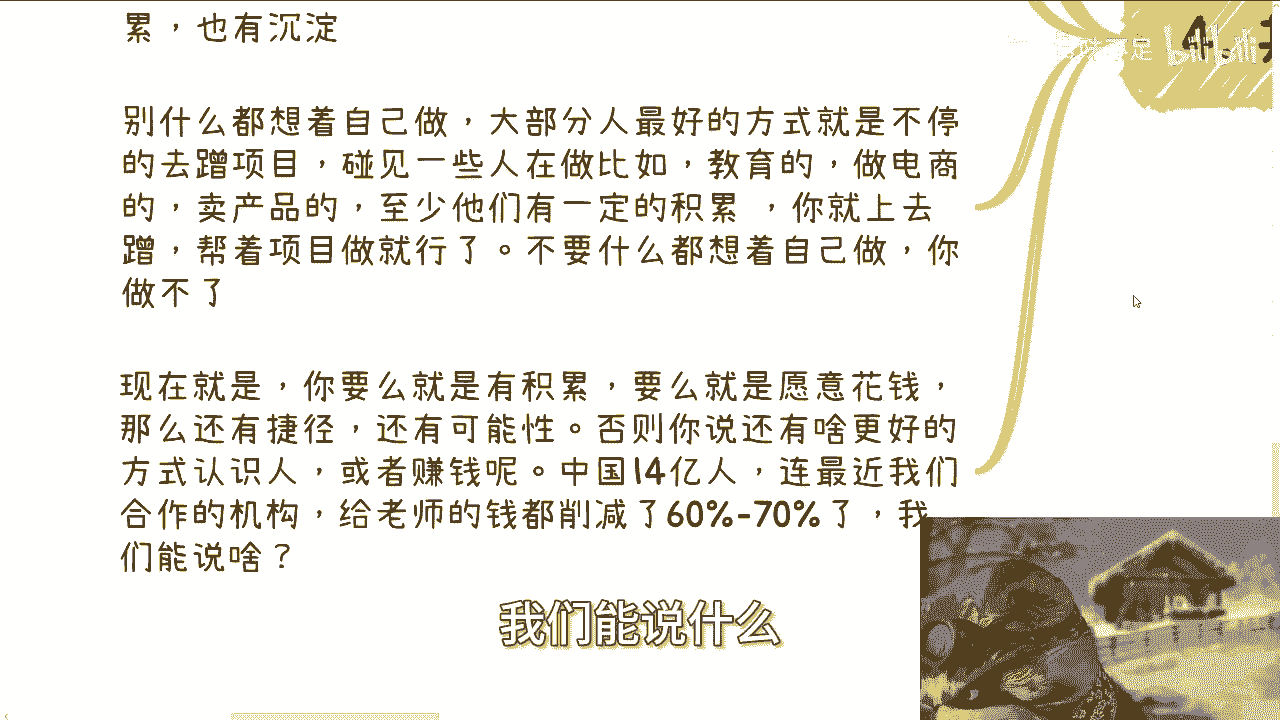 累，也有沉淀
别什么都想着自己做，大部分人最好的方式就是不停
的去蹭项目，碰见一些人在做比如，教育的，做电商
的，卖产品的，至少他们有一定的积累 ，你就上去
蹭，帮着项目做就行了。不要什么都想着自己做，你
做不了
现在就是，你要么就是有积累，要么就是愿意花钱，
那么还有捷径，还有可能性。否则你说还有啥更好的
方式认识人，或者赚钱呢。中国14亿人，连最近我们
合作的机构，给老师的钱都削减了60%-70%了，我
们能说啥？
我们能说什么
4.
bilibili